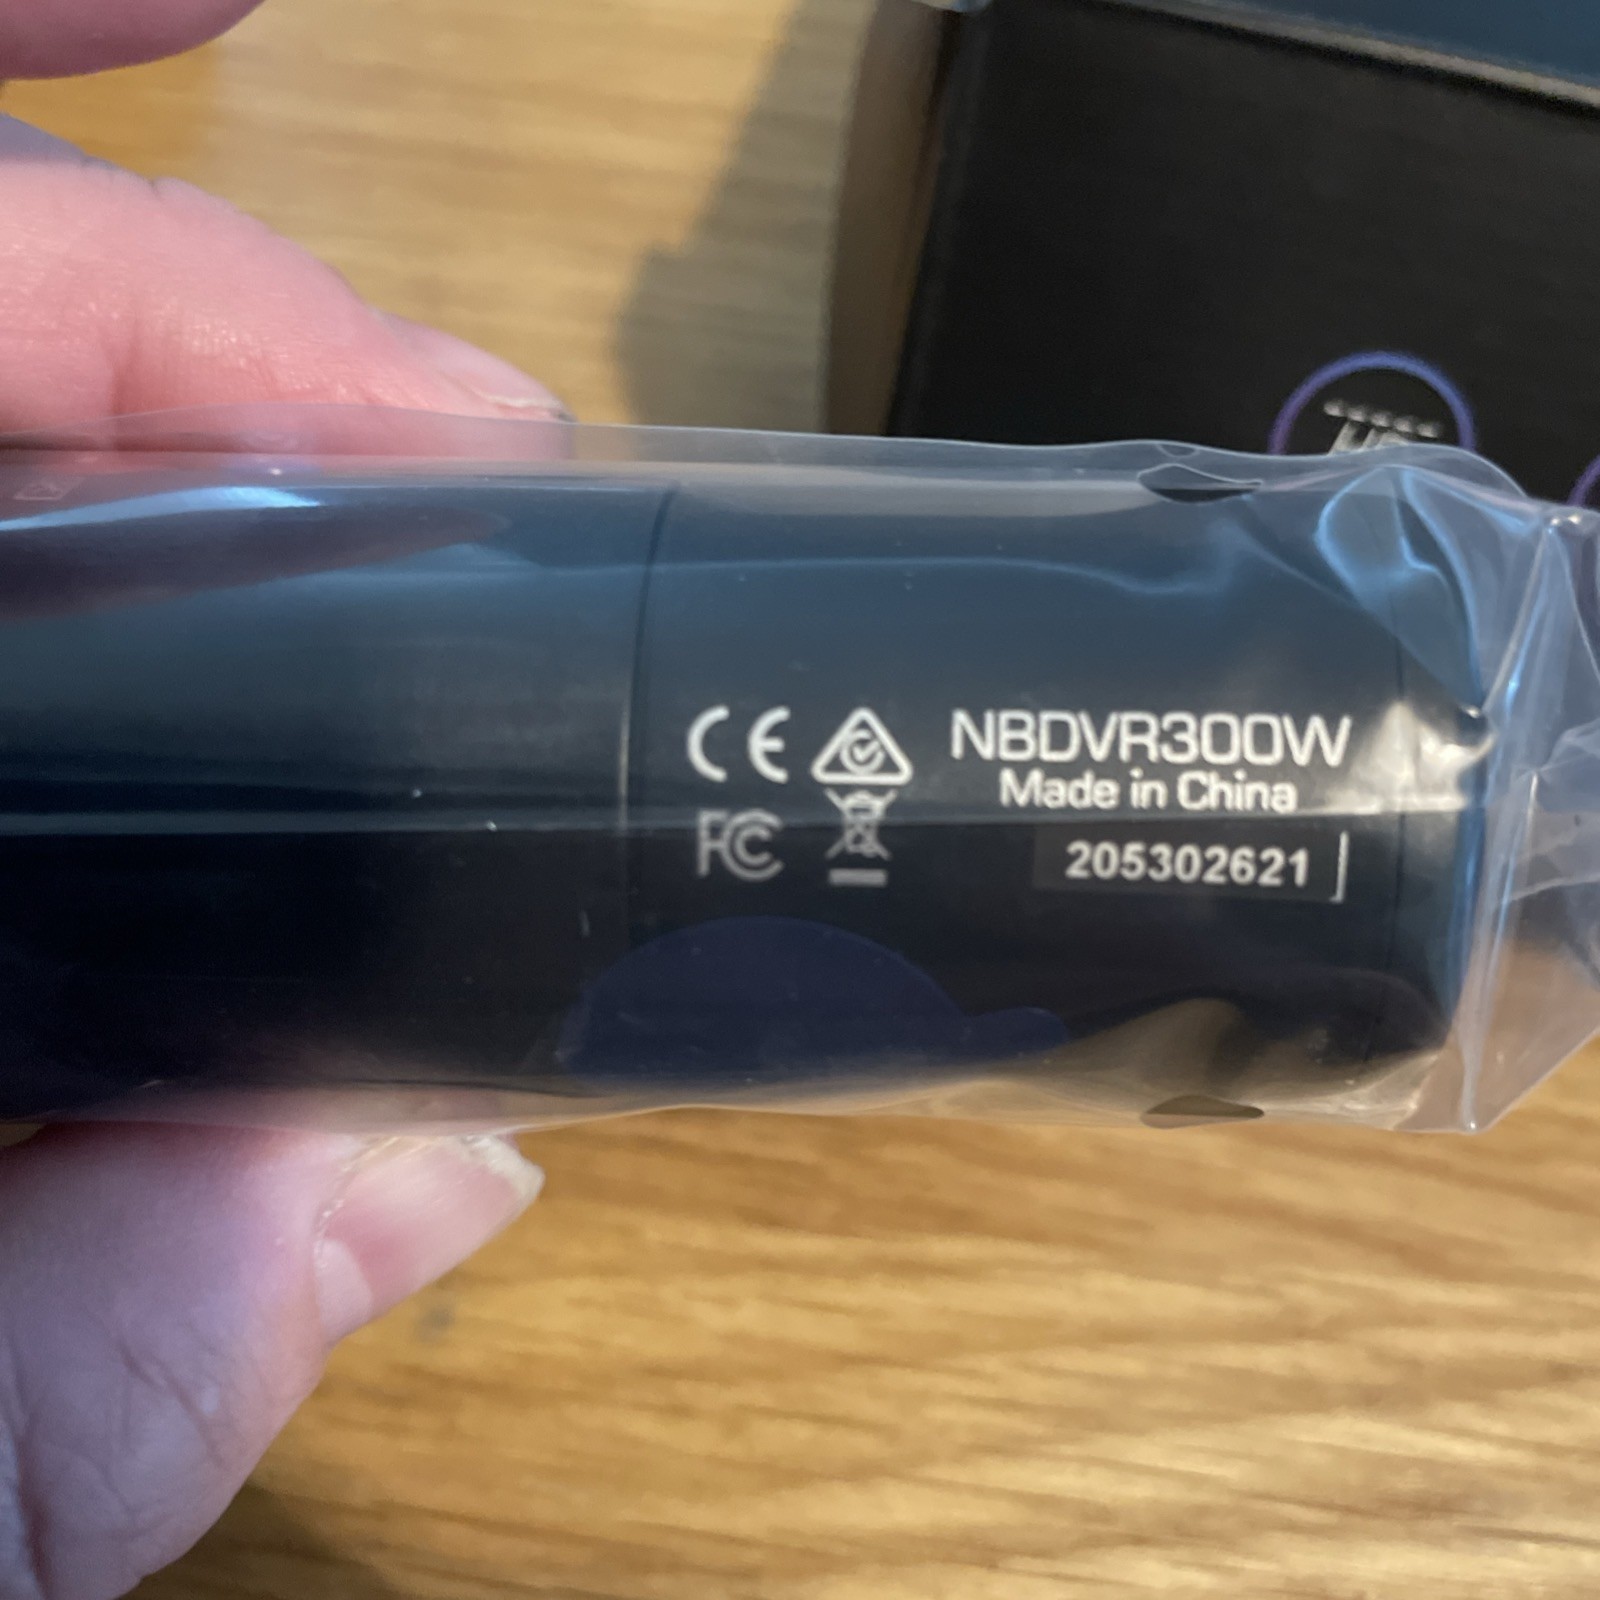 CE
NBDVR300W
Made in China
FC
205302621